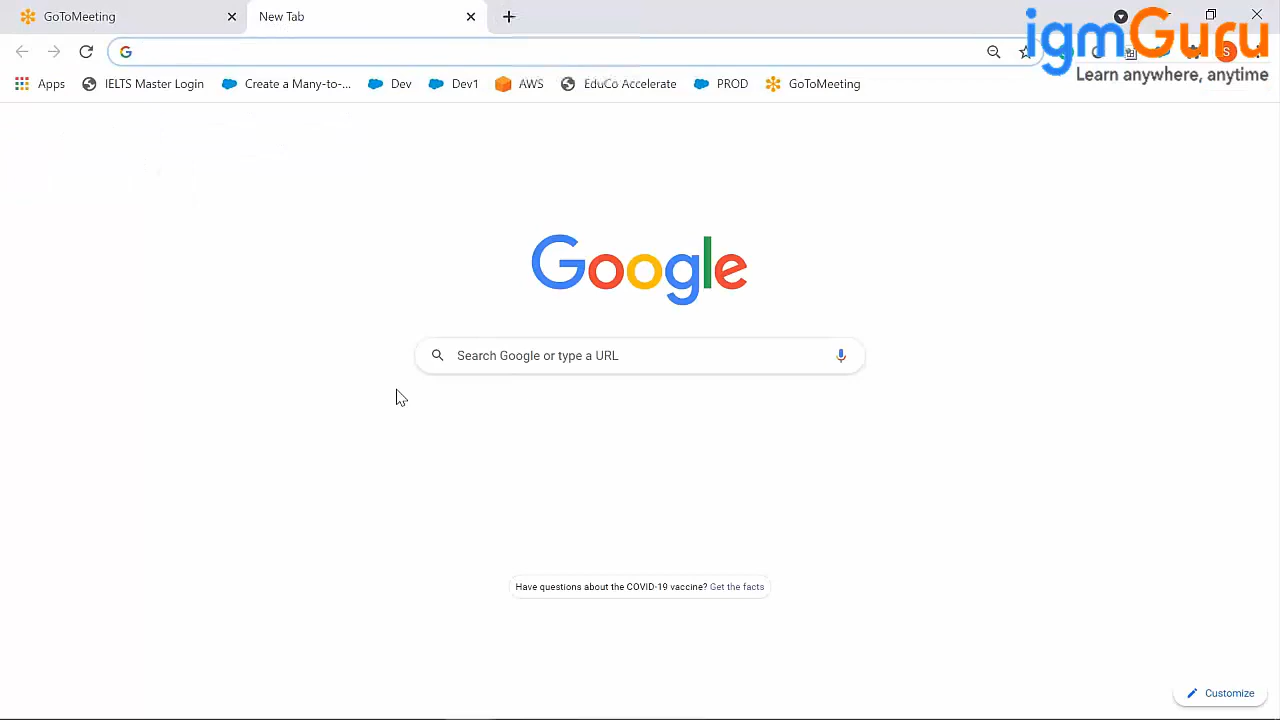 GoToMeeting
New Tab
igmGuru
Learn anywhere, anytime
Apps
IELTS Master Login
Create a Many-to-...
Dev
Dev1
AWS
EduCo Accelerate
PROD
GoToMeeting
Google
Search Google or type a URL
Have questions about the COVID-19 vaccine? Get the facts
Customize